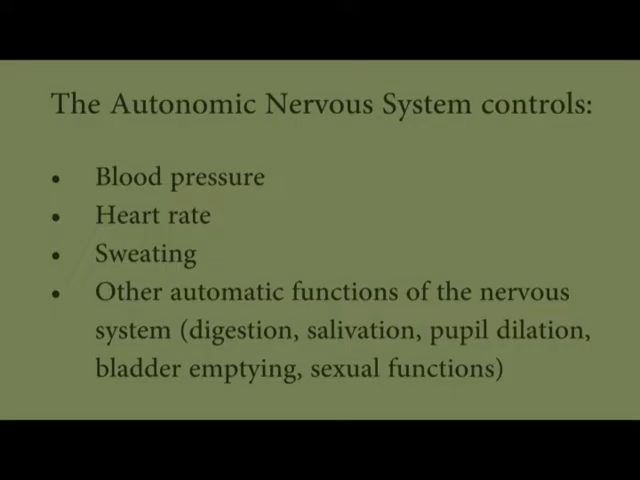 The Autonomic Nervous System controls:
• Blood pressure
• Heart rate
• Sweating
• Other automatic functions of the nervous
system (digestion, salivation, pupil dilation,
bladder emptying, sexual functions)